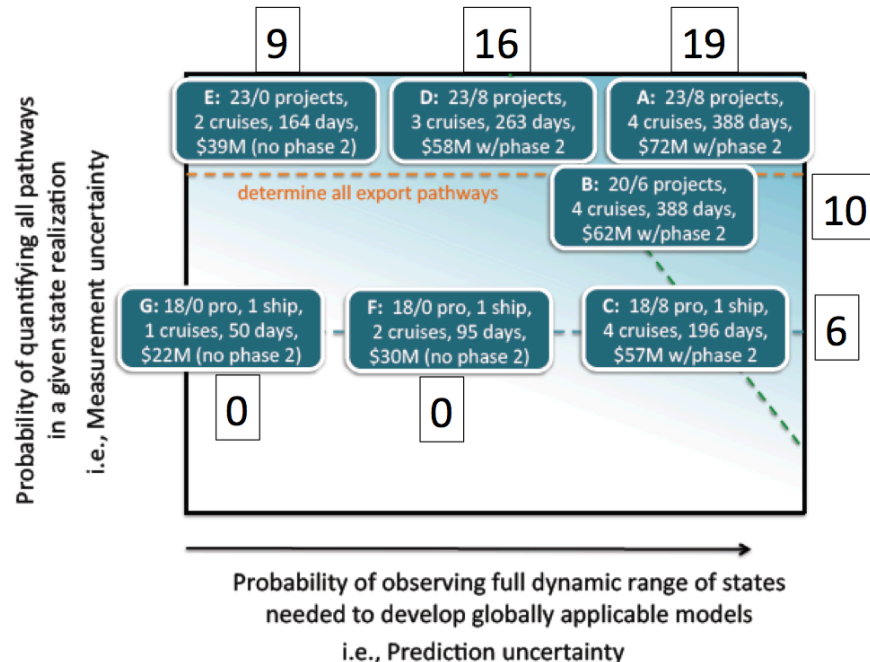 9
16
19
E: 23/0 projects,
2 cruises, 164 days,
$39M (no phase 2)
D: 23/8 projects,
3 cruises, 263 days,
$58M w/phase 2
A: 23/8 projects,
4 cruises, 388 days,
$72M w/phase 2
determine all export pathways
B: 20/6 projects,
4 cruises, 388 days,
$62M w/phase 2
10
G: 18/0 pro, 1 ship,
1 cruises, 50 days,
$22M (no phase 2)
F: 18/0 pro, 1 ship,
2 cruises, 95 days,
$30M (no phase 2)
C: 18/8 pro, 1 ship,
4 cruises, 196 days,
$57M w/phase 2
6
0
0
Probability of quantifying all pathways
in a given state realization
i.e., Measurement uncertainty
Probability of observing full dynamic range of states
needed to develop globally applicable models
i.e., Prediction uncertainty